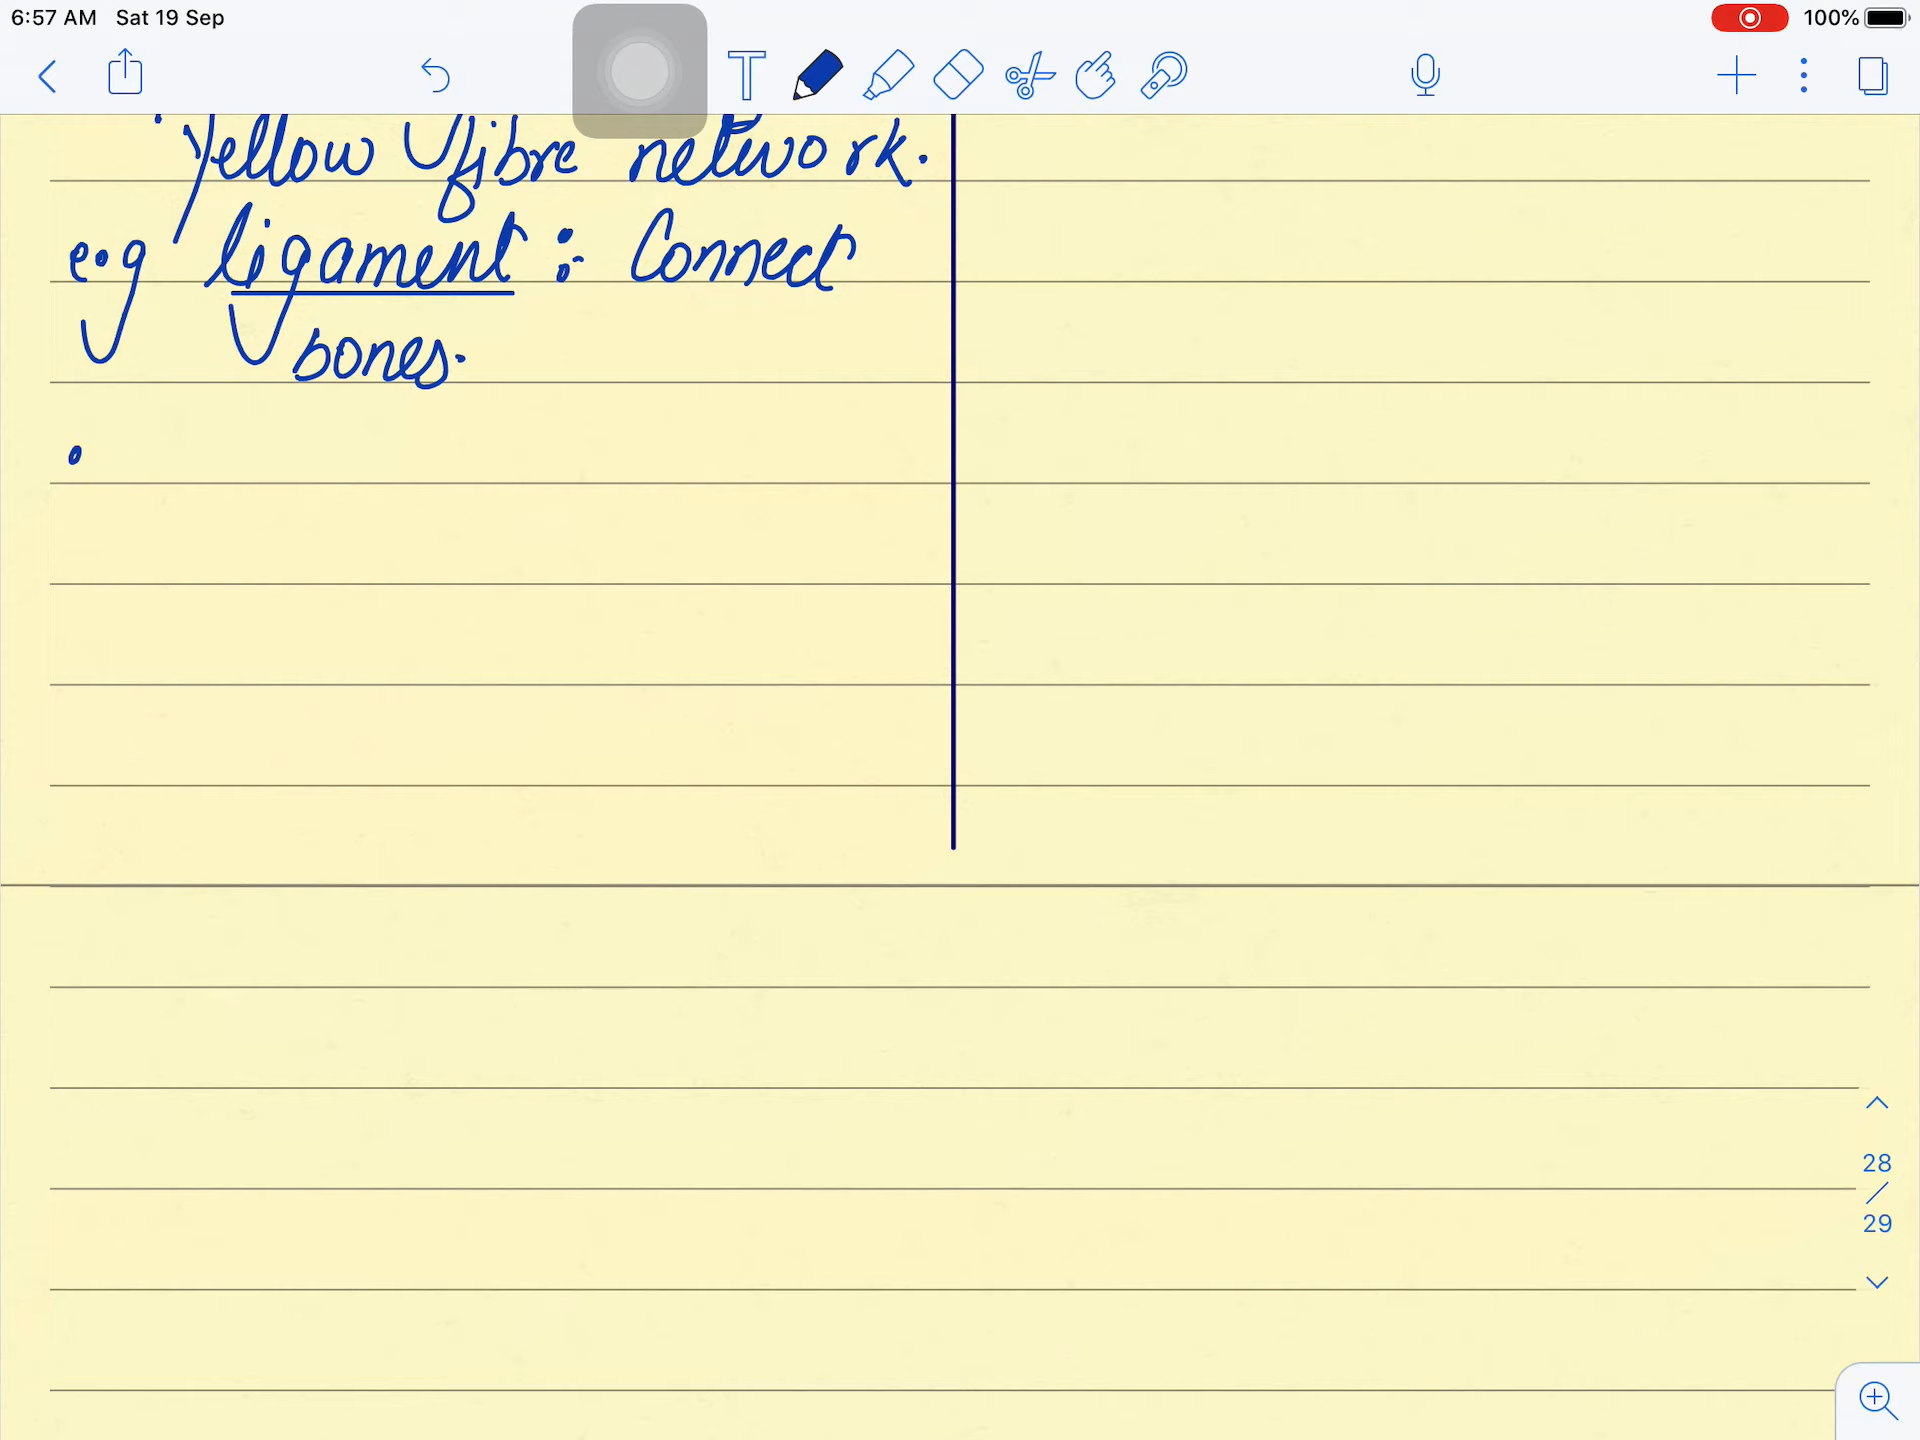 6:57 AM Sat 19 Sep
100%
T
Yellow fibre network.
e.g ligament :- Connect
bones.
28
29